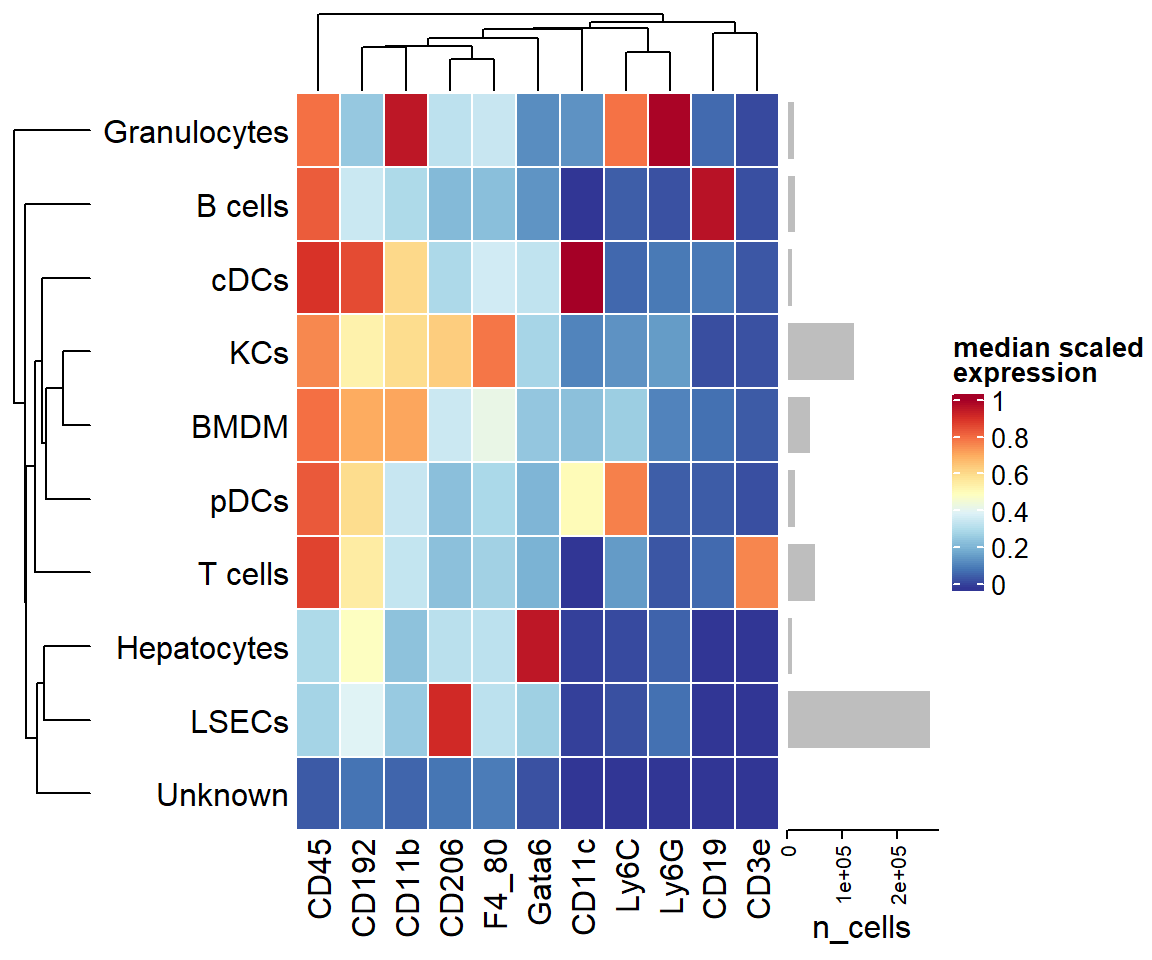 Granulocytes
B cells
cDCs
KCs
BMDM
pDCs
T cells
Hepatocytes
LSECs
Unknown
CD45
CD192
CD11b
CD206
F4_80
Gata6
CD11c
Ly6C
Ly6G
CD19
CD3e
0
1e+05
2e+05
n_cells
median scaled
expression
1
0.8
0.6
0.4
0.2
0